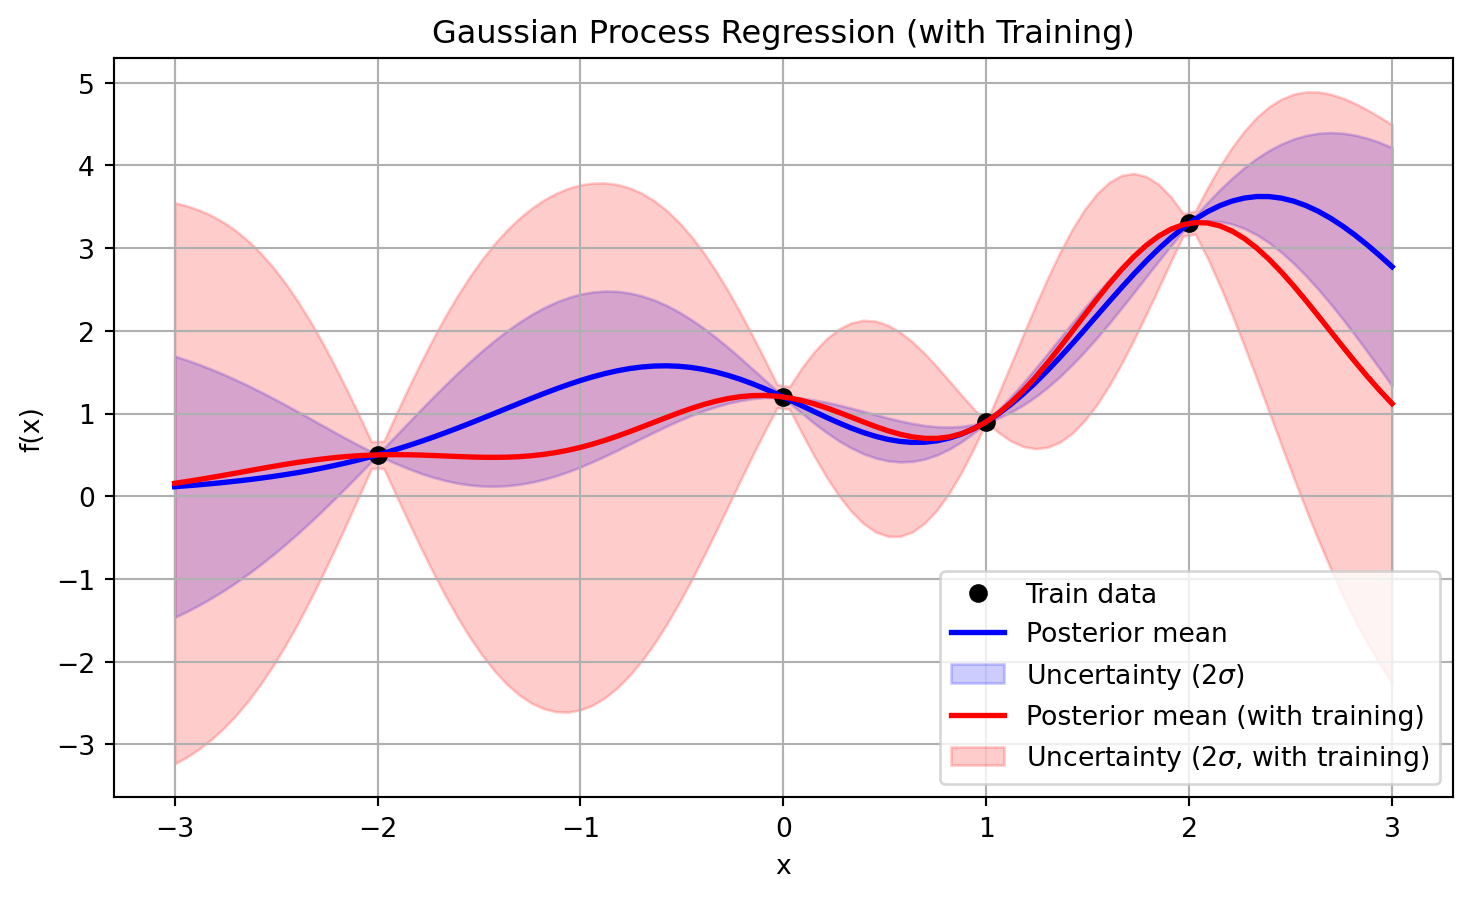 Gaussian Process Regression (with Training)
f(x)
5
4
3
2
1
0
−1
−2
−3
Train data
Posterior mean
Uncertainty (2σ)
Posterior mean (with training)
Uncertainty (2σ, with training)
−3 −2 −1 0 1 2 3
x